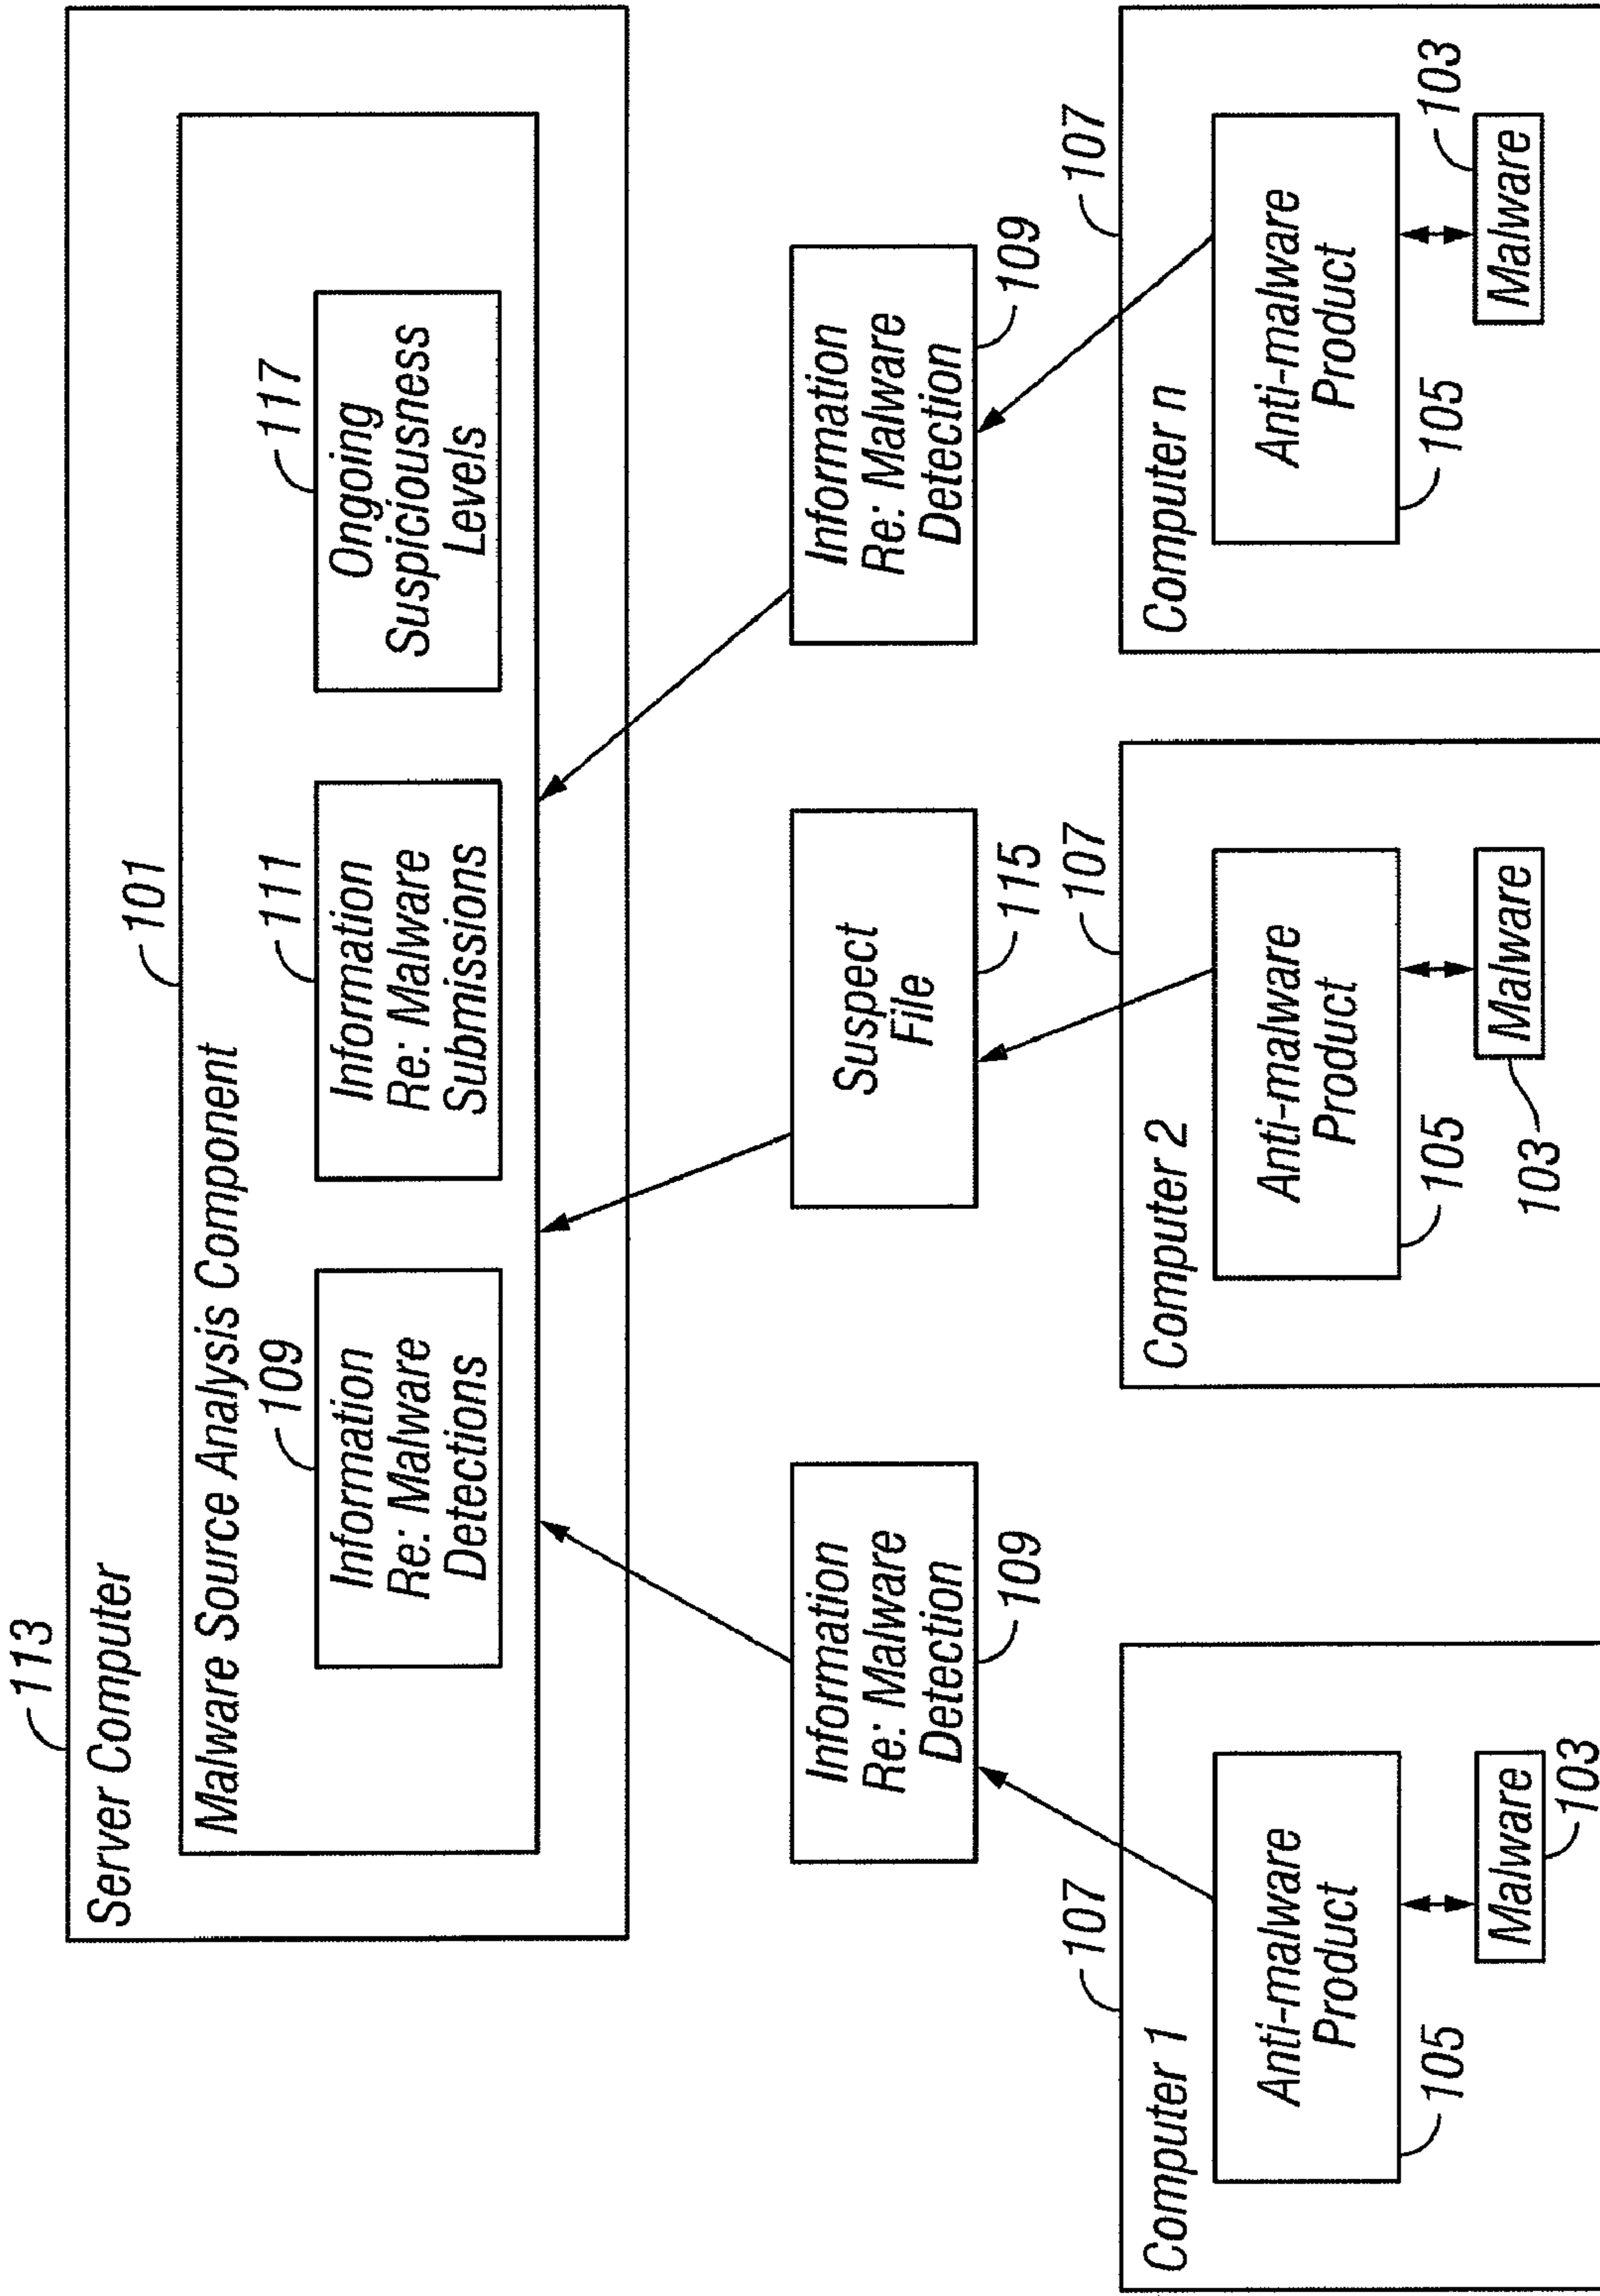 113
Server Computer
101
Malware Source Analysis Component
109
Information
Re: Malware
Detections
111
Information
Re: Malware
Submissions
117
Ongoing
Suspiciousness
Levels
Information
Re: Malware
Detection
109
Suspect
File
115
Information
Re: Malware
Detection
109
107
Computer 1
Anti-malware
Product
105
Malware
103
107
Computer 2
Anti-malware
Product
105
Malware
103
107
Computer n
Anti-malware
Product
105
Malware
103